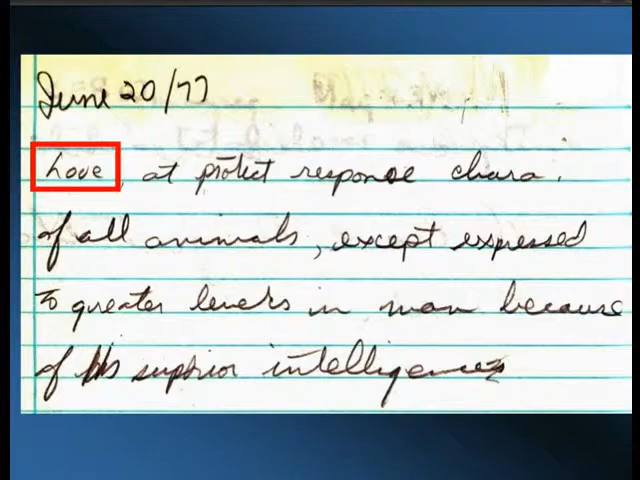 June 20/77
Love, at protect response chara.
of all animals, except expressed
to greater levels in man because
of his superior intelligence